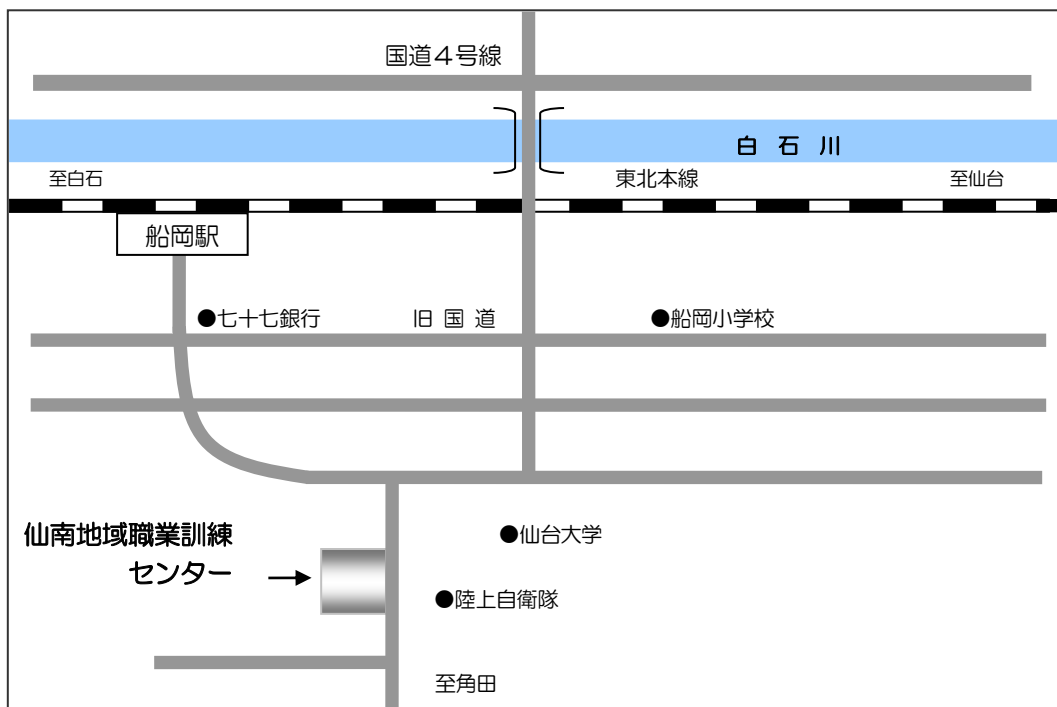 国道４号線
白 石 川
至白石
東北本線
至仙台
船岡駅
●七十七銀行
旧 国 道
●船岡小学校
仙南地域職業訓練
センター
●仙台大学
●陸上自衛隊
至角田